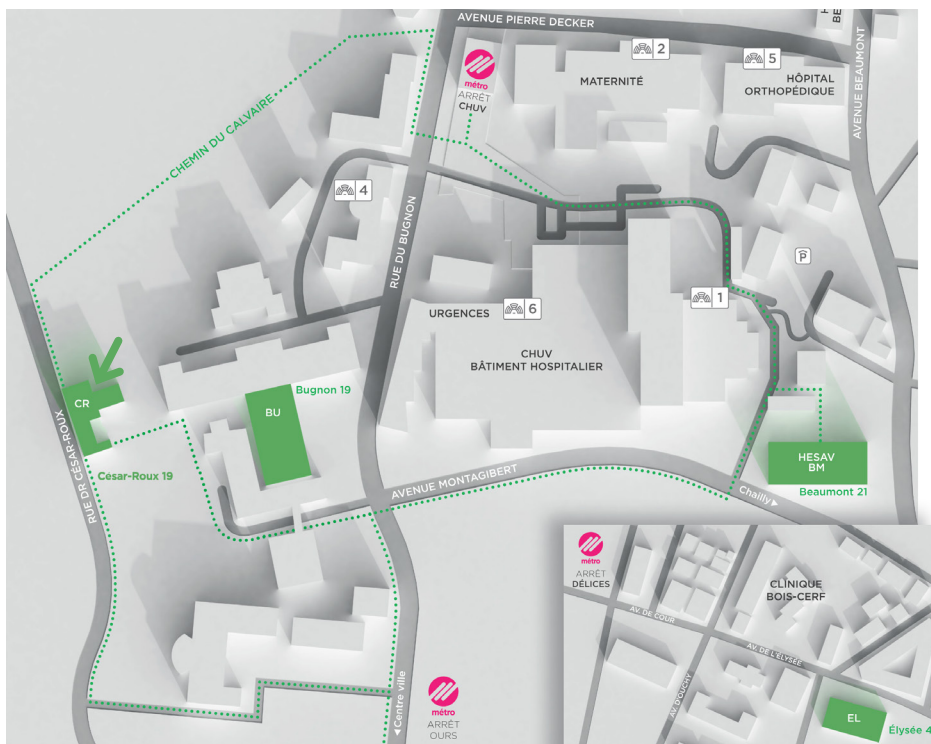 AVENUE PIERRE DECKER
H
BE
2
5
MATERNITÉ
HÔPITAL
ORTHOPÉDIQUE
AVENUE BEAUMONT
métro
ARRÊT
CHUV
CHEMIN DU CALVAIRE
4
RUE DU BUGNON
P
1
6
URGENCES
CHUV
BÂTIMENT HOSPITALIER
Bugnon 19
CR
BU
César-Roux 19
RUE DR CÉSAR-ROUX
HESAV
BM
Beaumont 21
AVENUE MONTAGIBERT
Chailly
métro
ARRÊT
DÉLICES
CLINIQUE
BOIS-CERF
AV. DE COUR
AV. DE L'ÉLYSÉE
AV. D'OUCHY
EL
Élysée 4
Centre ville
métro
ARRÊT
OURS